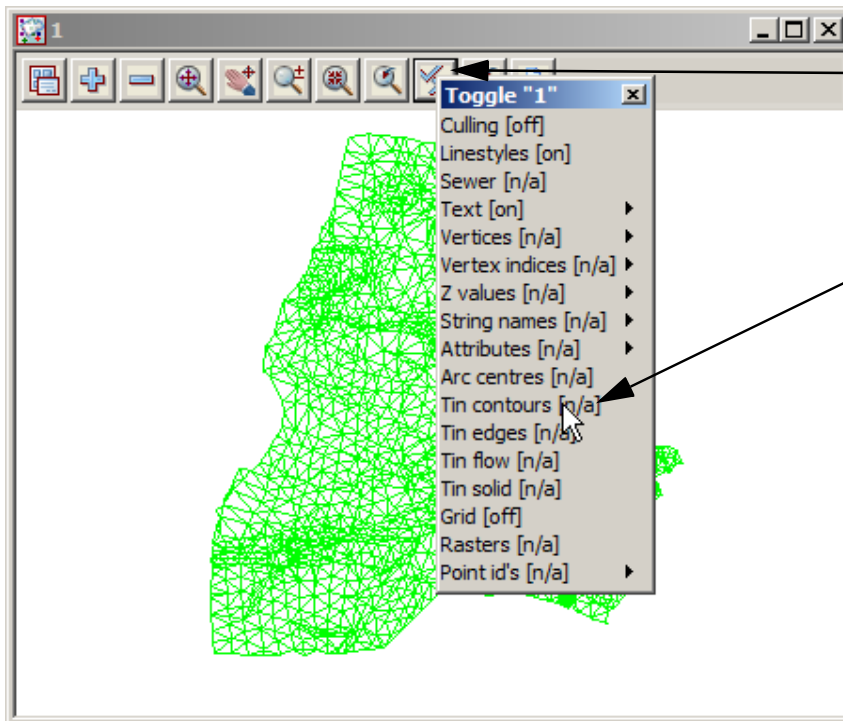 1
Toggle "1"
Culling [off]
Linestyles [on]
Sewer [n/a]
Text [on]
Vertices [n/a]
Vertex indices [n/a]
Z values [n/a]
String names [n/a]
Attributes [n/a]
Arc centres [n/a]
Tin contours [n/a]
Tin edges [n/a]
Tin flow [n/a]
Tin solid [n/a]
Grid [off]
Rasters [n/a]
Point id's [n/a]